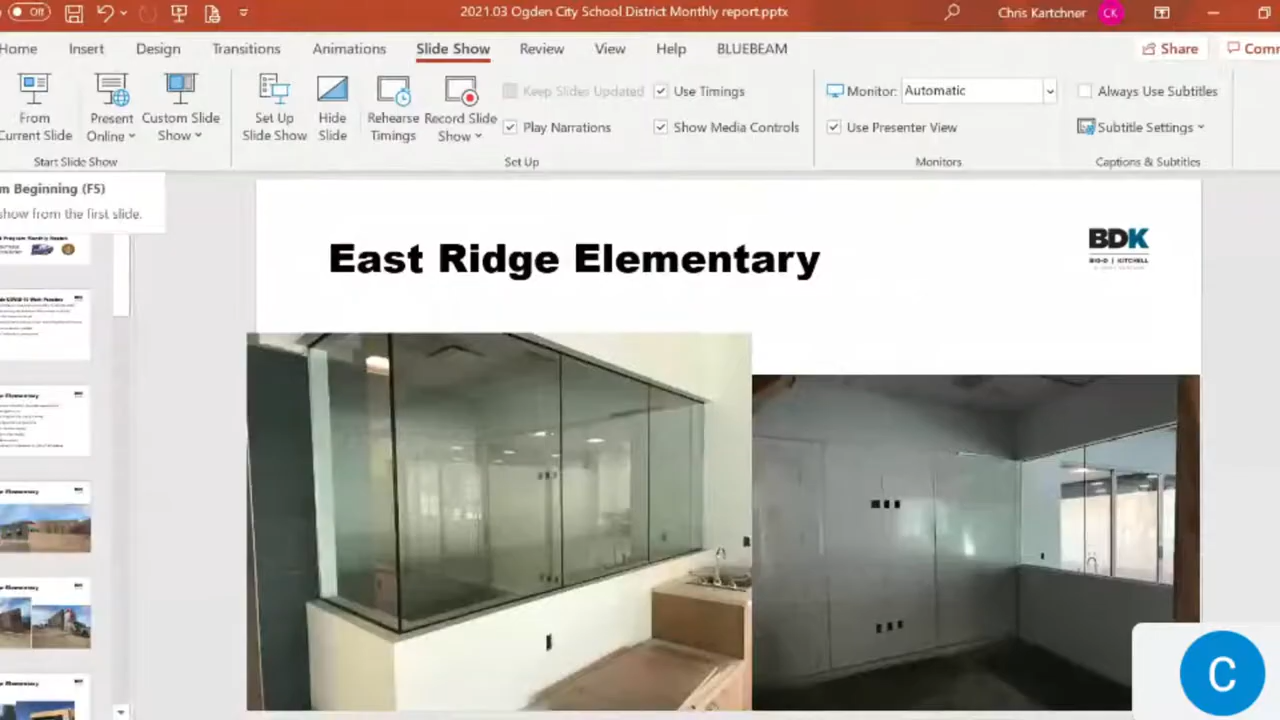 Off
2021.03 Ogden City School District Monthly report.pptx
Chris Kartchner
CK
Home Insert Design Transitions Animations Slide Show Review View Help BLUEBEAM
Share
From Current Slide
Present Online
Custom Slide Show
Set Up Slide Show
Hide Slide
Rehearse Timings
Record Slide Show
Keep Slides Updated
Use Timings
Play Narrations
Show Media Controls
Monitor: Automatic
Use Presenter View
Always Use Subtitles
Subtitle Settings
Start Slide Show
Set Up
Monitors
Captions & Subtitles
m Beginning (F5)
show from the first slide.
East Ridge Elementary
BDK
BIG-D | KITCHELL
C